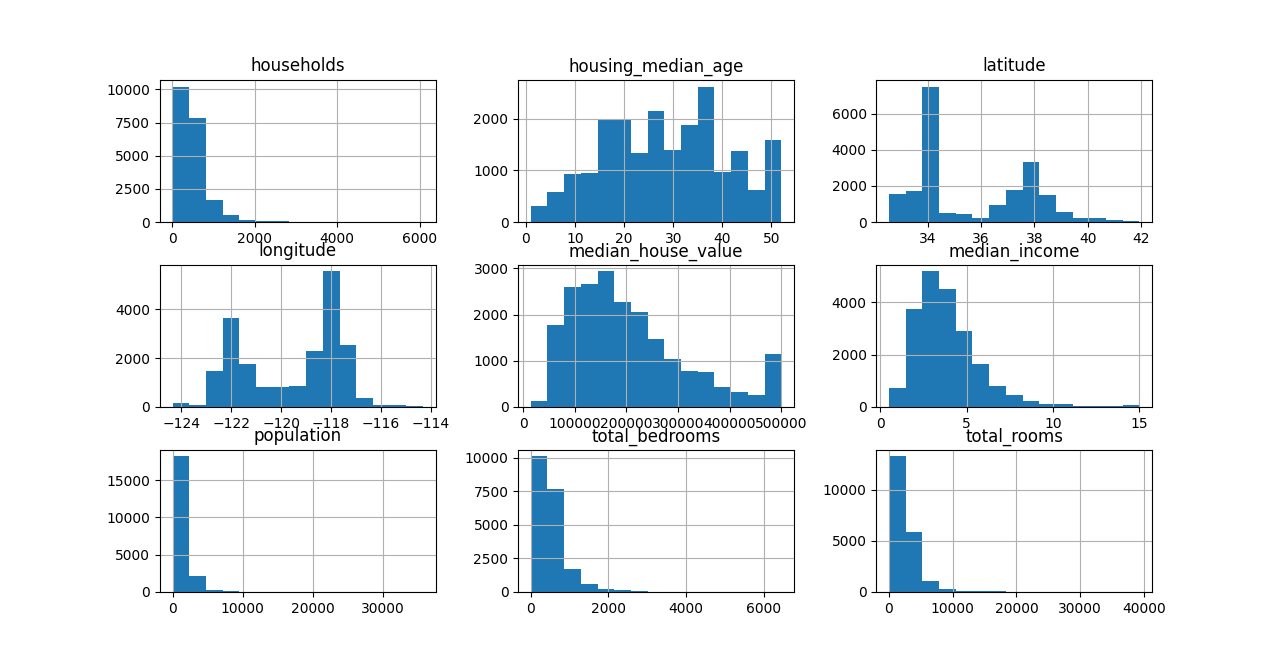 households housing_median_age latitude
10000
7500
5000
2500
0
0 2000 4000 6000
2000
1000
0
0 10 20 30 40 50
6000
4000
2000
0
34 36 38 40 42
longitude median_house_value median_income
4000
2000
0
−124 −122 −120 −118 −116 −114
3000
2000
1000
0
0 100000 200000 300000 400000 500000
4000
2000
0
0 5 10 15
population total_bedrooms total_rooms
15000
10000
5000
0
0 10000 20000 30000
10000
7500
5000
2500
0
0 2000 4000 6000
10000
5000
0
0 10000 20000 30000 40000